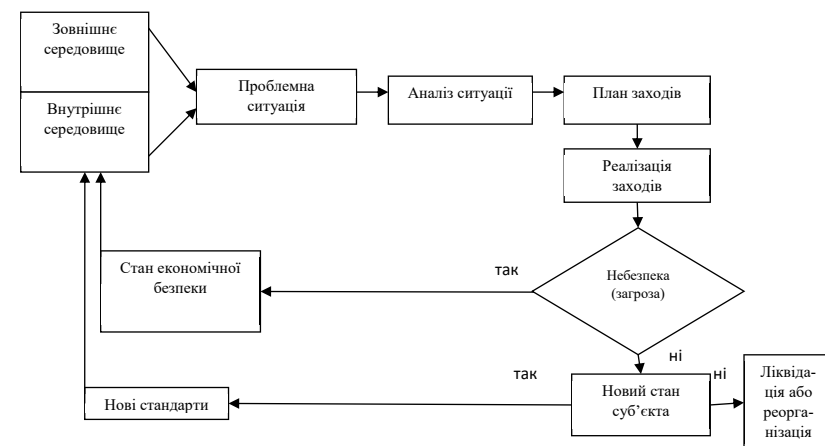 Зовнішнє
середовище
Внутрішнє
середовище
Проблемна
ситуація
Аналіз ситуації
План заходів
Реалізація
заходів
Небезпека
(загроза)
так
Стан економічної
безпеки
ні
так
Новий стан
суб’єкта
ні
Ліквіда-
ція або
реорга-
нізація
Нові стандарти